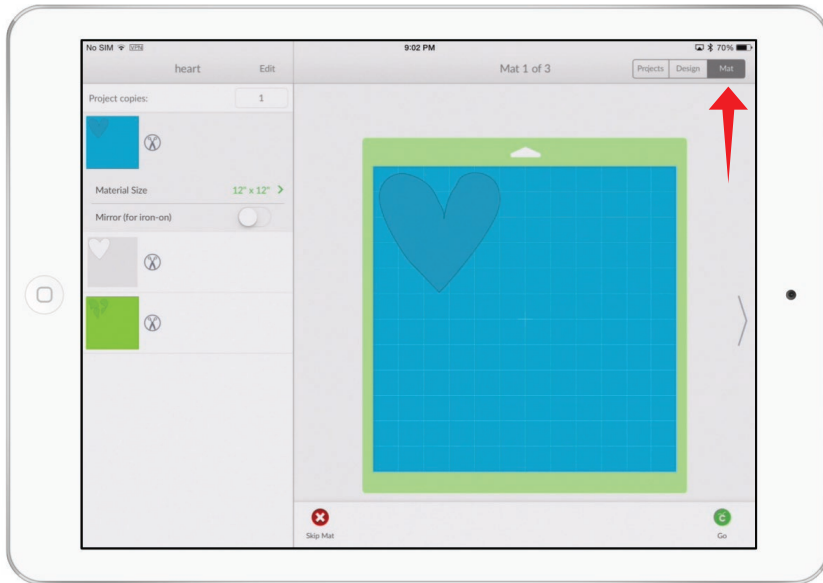 No SIM VPN 9:02 PM 70%
heart Edit Mat 1 of 3 Projects Design Mat
Project copies: 1
Material Size 12" x 12" >
Mirror (for iron-on)
Skip Mat Go